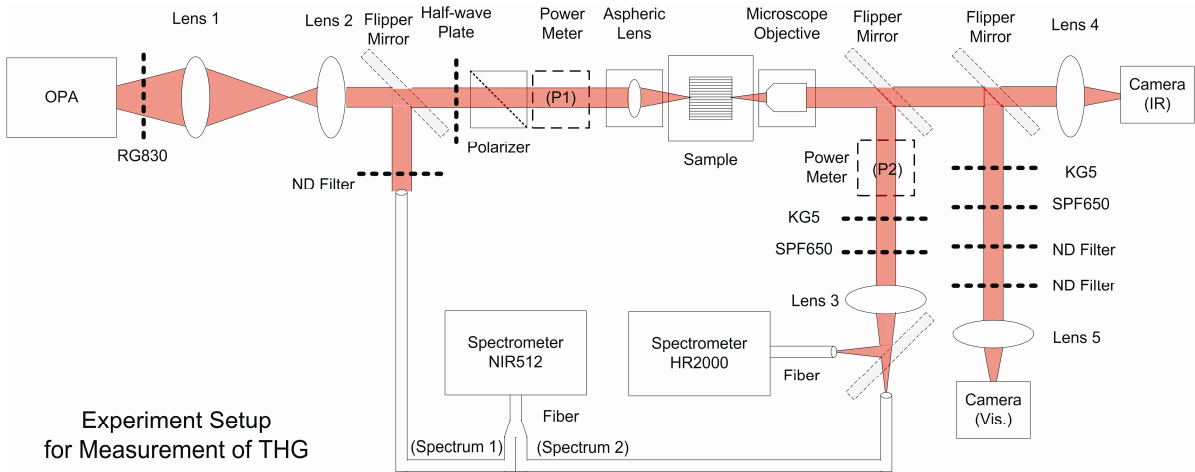 Lens 1
Lens 2
Flipper
Mirror
Half-wave
Plate
Power
Meter
Aspheric
Lens
Microscope
Objective
Flipper
Mirror
Flipper
Mirror
Lens 4
OPA
(P1)
Camera
(IR)
RG830
Polarizer
Sample
ND Filter
Power
Meter
(P2)
KG5
SPF650
KG5
SPF650
ND Filter
ND Filter
Lens 3
Lens 5
Spectrometer
NIR512
Spectrometer
HR2000
Fiber
Camera
(Vis.)
Fiber
(Spectrum 1)
(Spectrum 2)
Experiment Setup
for Measurement of THG